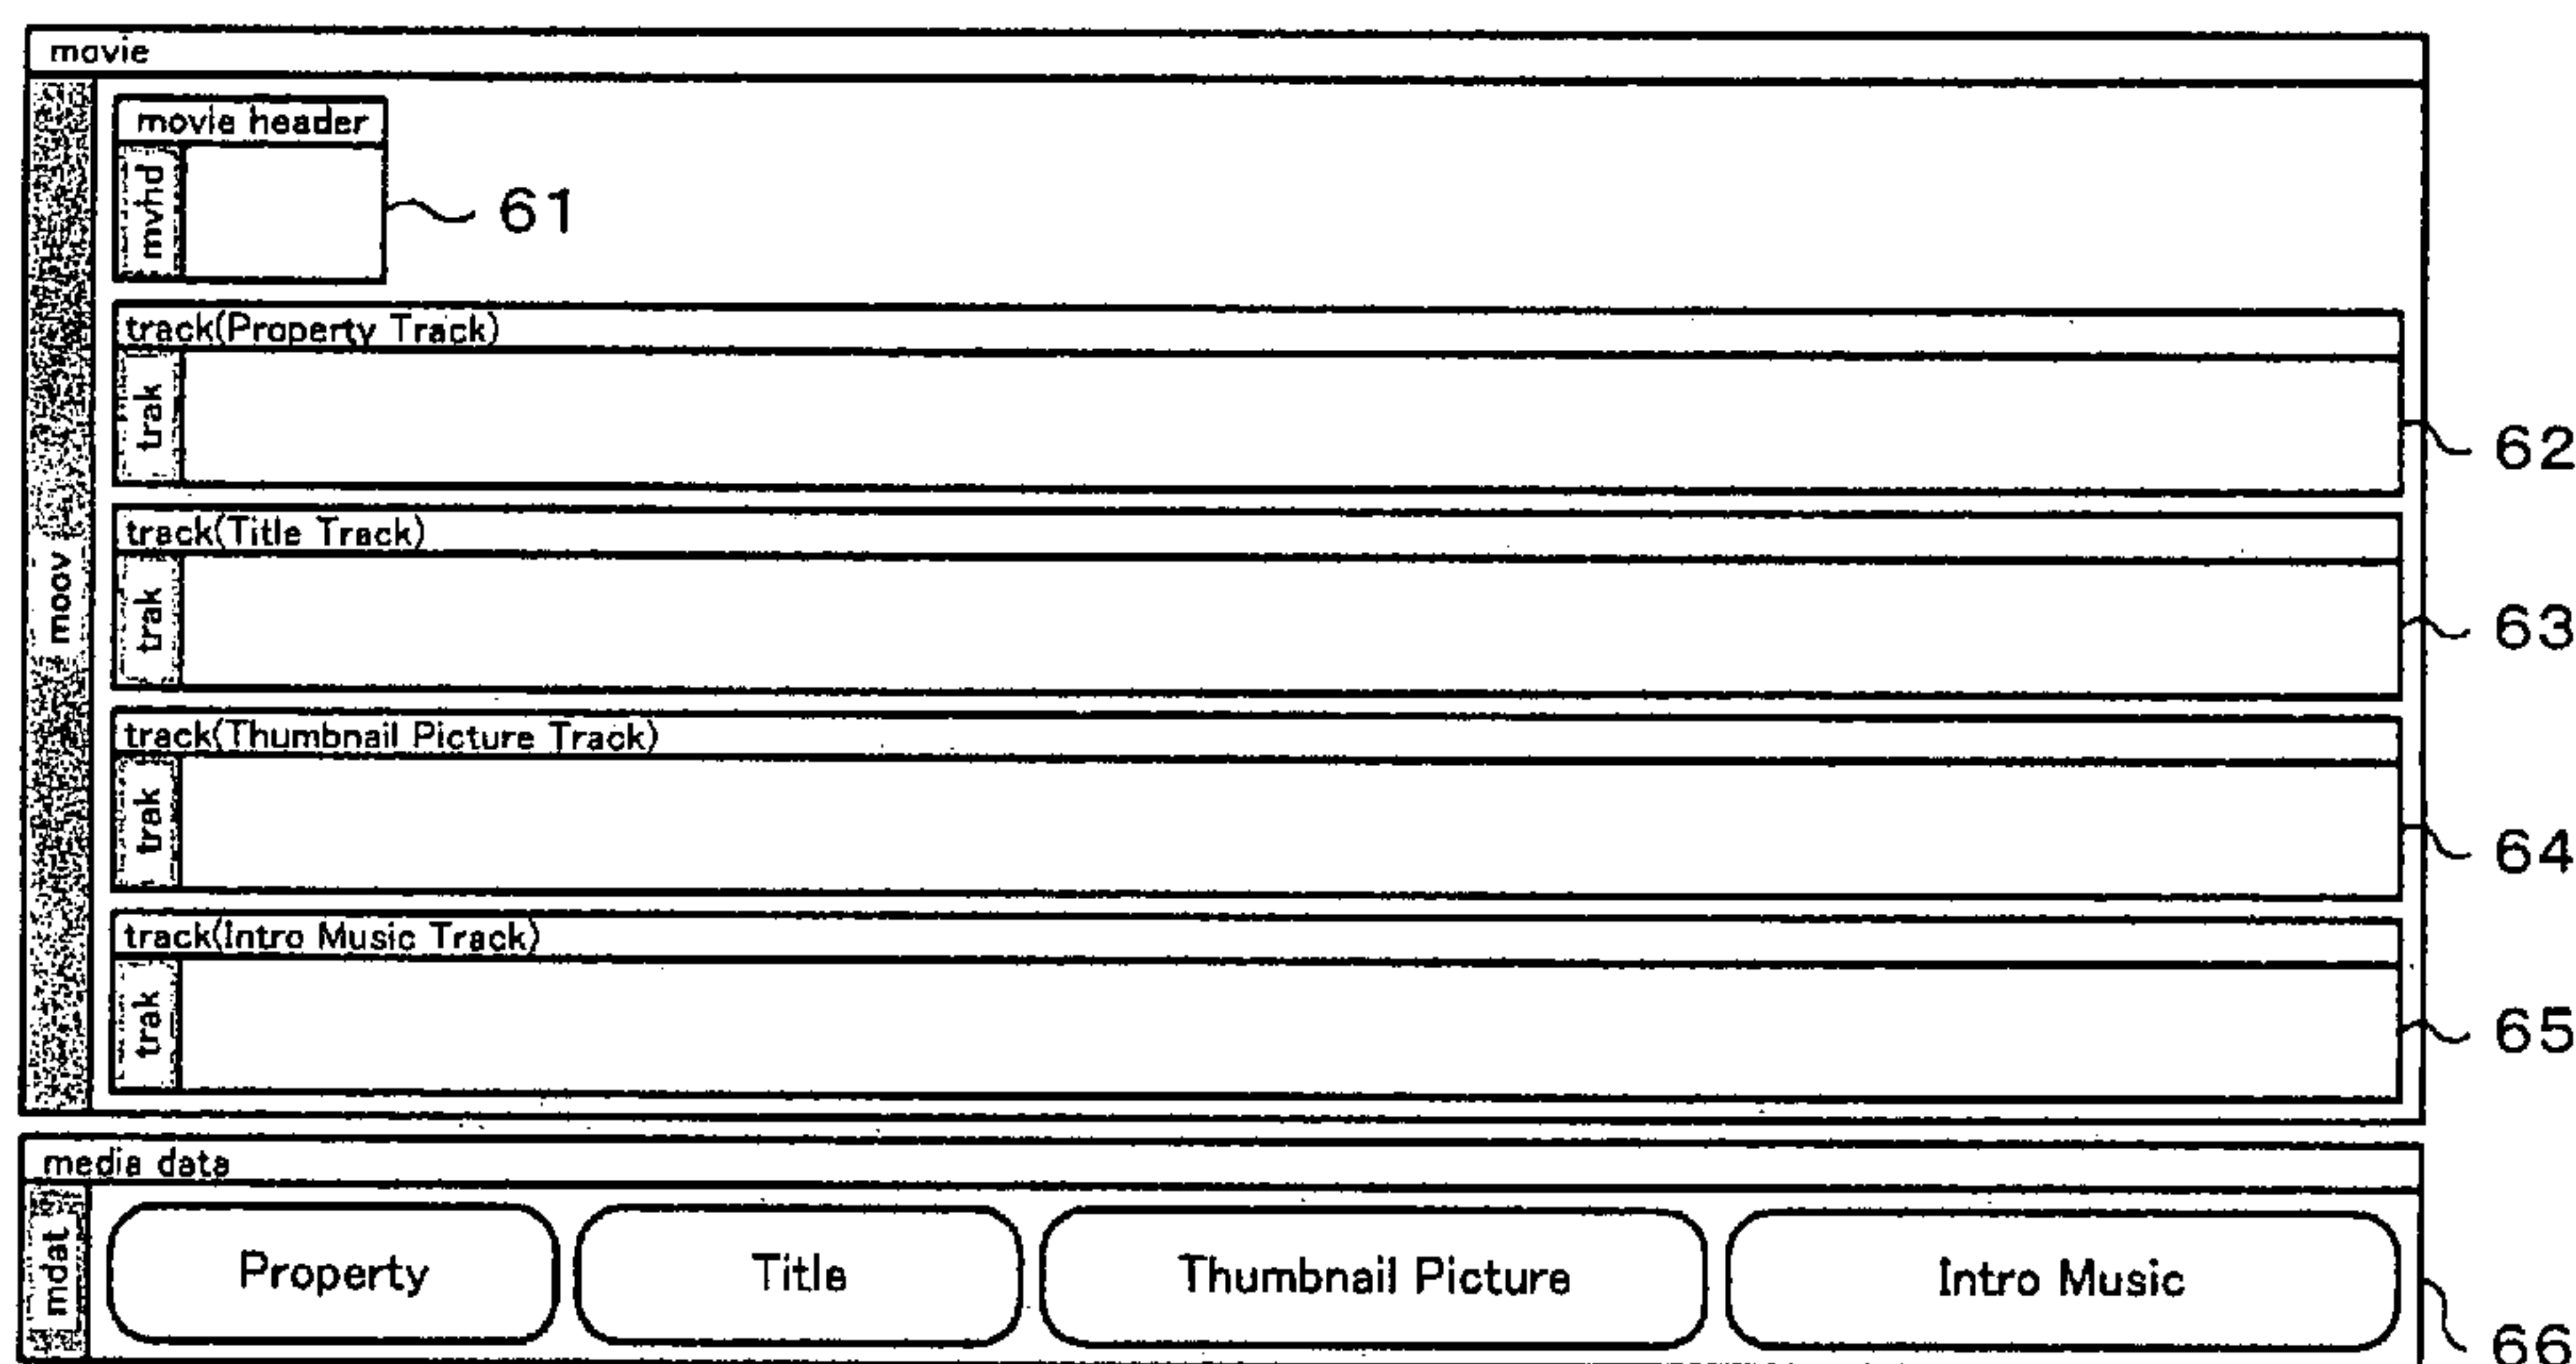 movie
movie header
mvhd
61
track(Property Track)
trak
62
track(Title Track)
trak
63
moov
track(Thumbnail Picture Track)
trak
64
track(Intro Music Track)
trak
65
media data
mdat
Property
Title
Thumbnail Picture
Intro Music
66